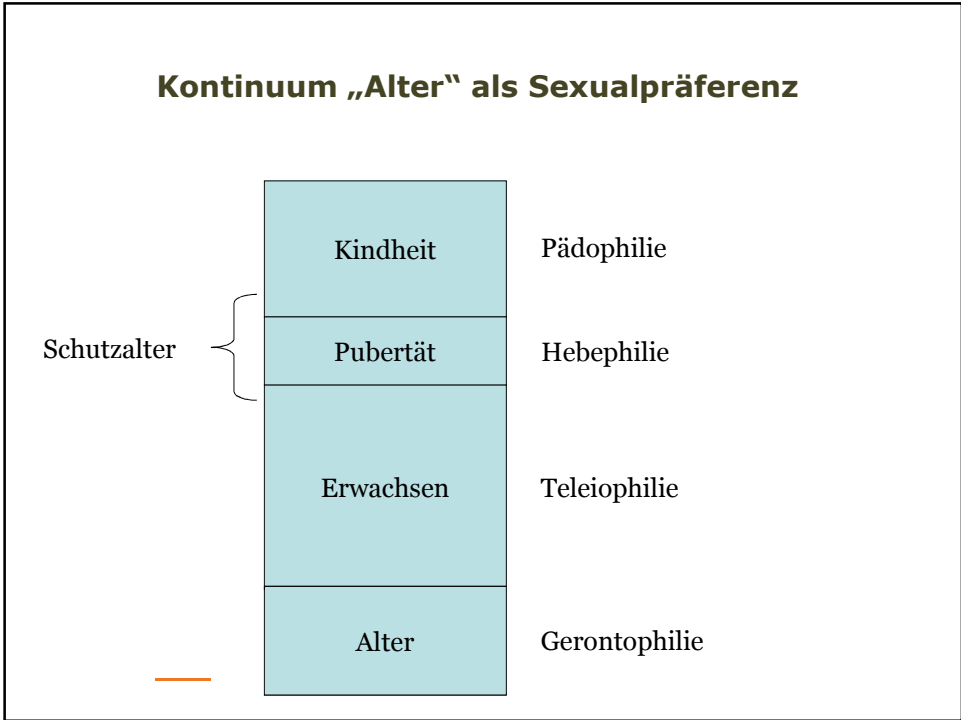 Kontinuum „Alter“ als Sexualpräferenz
Kindheit
Pädophilie
Schutzalter
Pubertät
Hebephilie
Erwachsen
Teleiophilie
Alter
Gerontophilie